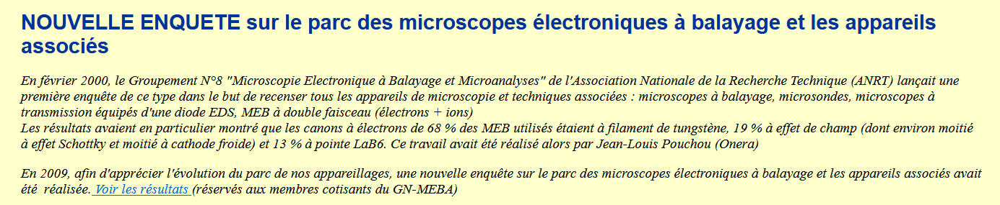 NOUVELLE ENQUETE sur le parc des microscopes électroniques à balayage et les appareils
associés
En février 2000, le Groupement N°8 "Microscopie Electronique à Balayage et Microanalyses" de l'Association Nationale de la Recherche Technique (ANRT) lançait une
première enquête de ce type dans le but de recenser tous les appareils de microscopie et techniques associées : microscopes à balayage, microsondes, microscopes à
transmission équipés d'une diode EDS, MEB à double faisceau (électrons + ions)
Les résultats avaient en particulier montré que les canons à électrons de 68 % des MEB utilisés étaient à filament de tungstène, 19 % à effet de champ (dont environ moitié
à effet Schottky et moitié à cathode froide) et 13 % à pointe LaB6. Ce travail avait été réalisé alors par Jean-Louis Pouchou (Onera)
En 2009, afin d'apprécier l'évolution du parc de nos appareillages, une nouvelle enquête sur le parc des microscopes électroniques à balayage et les appareils associés avait
été réalisée. Voir les résultats (réservés aux membres cotisants du GN-MEBA)